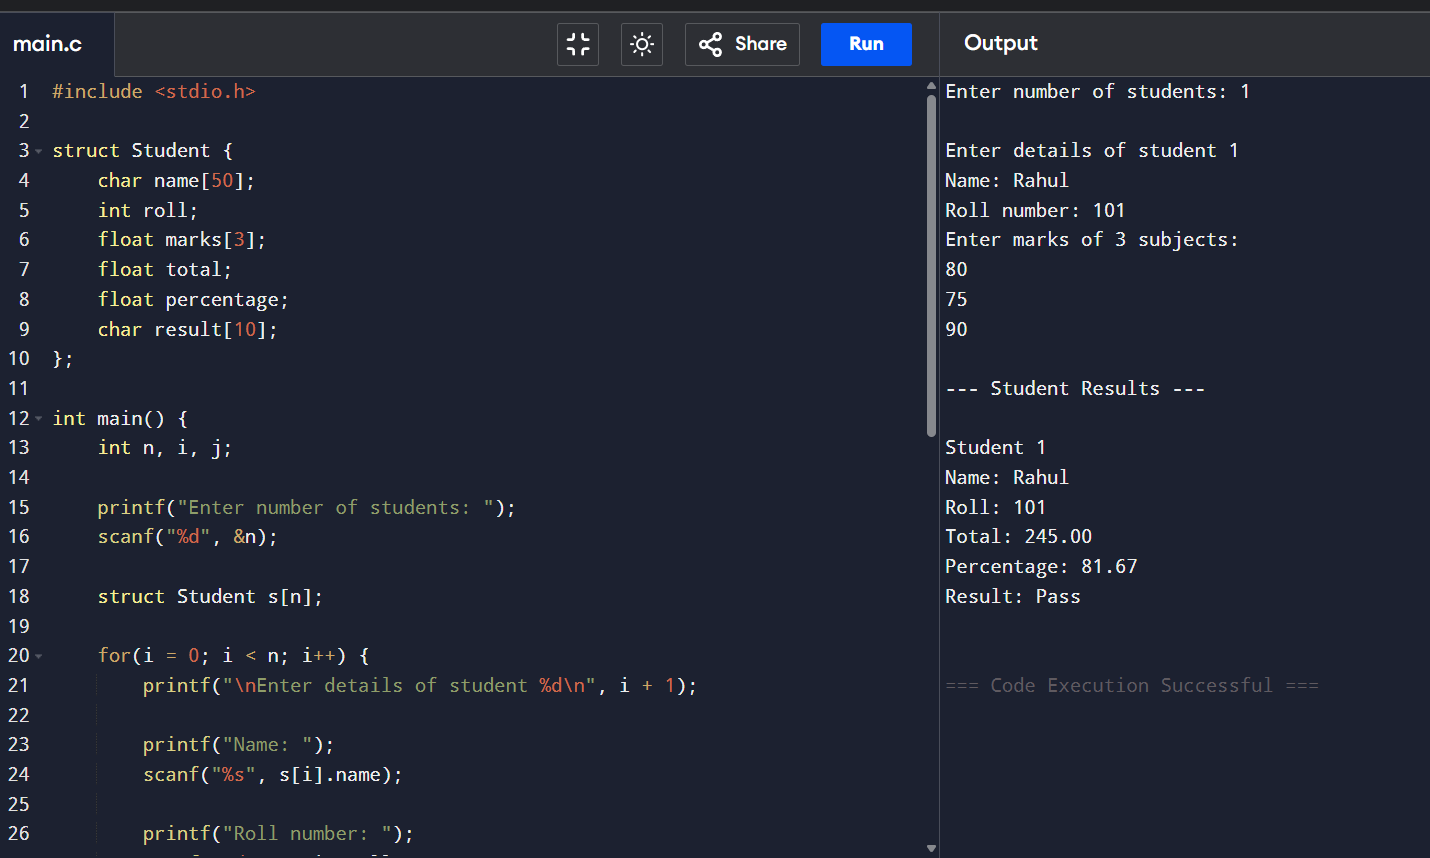 main.c
Share
Run
Output
1 #include <stdio.h>
2
3 struct Student {
4     char name[50];
5     int roll;
6     float marks[3];
7     float total;
8     float percentage;
9     char result[10];
10 };
11
12 int main() {
13     int n, i, j;
14
15     printf("Enter number of students: ");
16     scanf("%d", &n);
17
18     struct Student s[n];
19
20     for(i = 0; i < n; i++) {
21         printf("\nEnter details of student %d\n", i + 1);
22
23         printf("Name: ");
24         scanf("%s", s[i].name);
25
26         printf("Roll number: ");
Enter number of students: 1
Enter details of student 1
Name: Rahul
Roll number: 101
Enter marks of 3 subjects:
80
75
90
--- Student Results ---
Student 1
Name: Rahul
Roll: 101
Total: 245.00
Percentage: 81.67
Result: Pass
=== Code Execution Successful ===